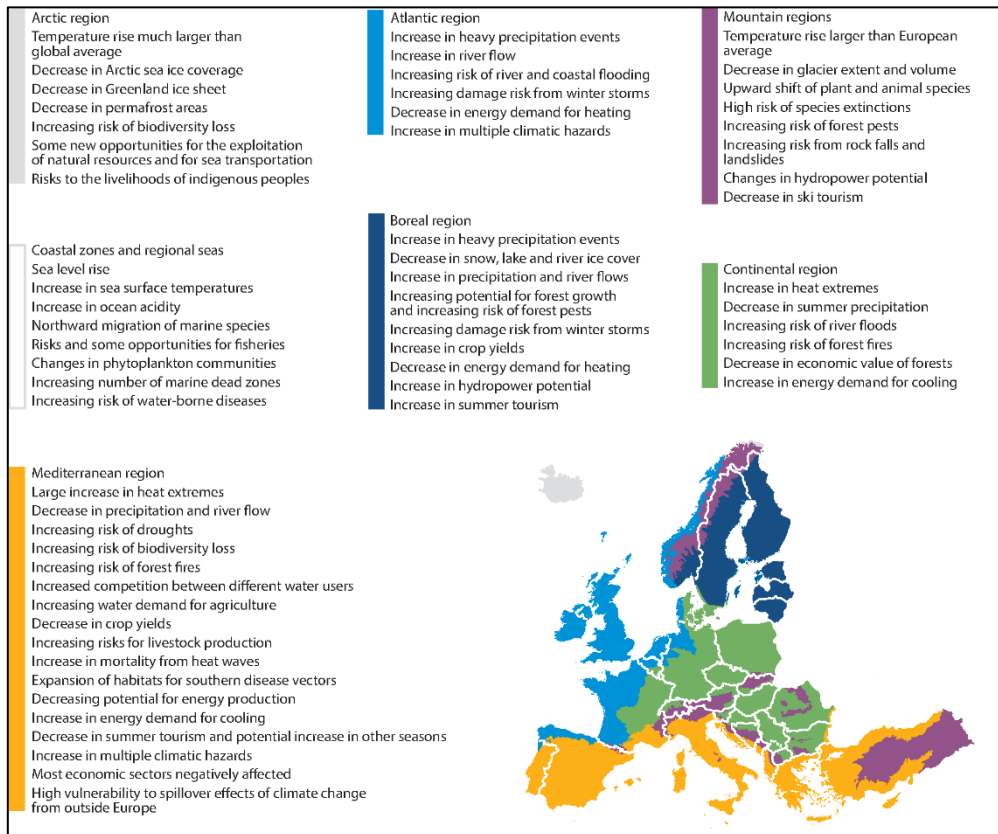 Arctic region
Temperature rise much larger than
global average
Decrease in Arctic sea ice coverage
Decrease in Greenland ice sheet
Decrease in permafrost areas
Increasing risk of biodiversity loss
Some new opportunities for the exploitation
of natural resources and for sea transportation
Risks to the livelihoods of indigenous peoples
Atlantic region
Increase in heavy precipitation events
Increase in river flow
Increasing risk of river and coastal flooding
Increasing damage risk from winter storms
Decrease in energy demand for heating
Increase in multiple climatic hazards
Mountain regions
Temperature rise larger than European
average
Decrease in glacier extent and volume
Upward shift of plant and animal species
High risk of species extinctions
Increasing risk of forest pests
Increasing risk from rock falls and
landslides
Changes in hydropower potential
Decrease in ski tourism
Coastal zones and regional seas
Sea level rise
Increase in sea surface temperatures
Increase in ocean acidity
Northward migration of marine species
Risks and some opportunities for fisheries
Changes in phytoplankton communities
Increasing number of marine dead zones
Increasing risk of water-borne diseases
Boreal region
Increase in heavy precipitation events
Decrease in snow, lake and river ice cover
Increase in precipitation and river flows
Increasing potential for forest growth
and increasing risk of forest pests
Increasing damage risk from winter storms
Increase in crop yields
Decrease in energy demand for heating
Increase in hydropower potential
Increase in summer tourism
Continental region
Increase in heat extremes
Decrease in summer precipitation
Increasing risk of river floods
Increasing risk of forest fires
Decrease in economic value of forests
Increase in energy demand for cooling
Mediterranean region
Large increase in heat extremes
Decrease in precipitation and river flow
Increasing risk of droughts
Increasing risk of biodiversity loss
Increasing risk of forest fires
Increased competition between different water users
Increasing water demand for agriculture
Decrease in crop yields
Increasing risks for livestock production
Increase in mortality from heat waves
Expansion of habitats for southern disease vectors
Decreasing potential for energy production
Increase in energy demand for cooling
Decrease in summer tourism and potential increase in other seasons
Increase in multiple climatic hazards
Most economic sectors negatively affected
High vulnerability to spillover effects of climate change
from outside Europe